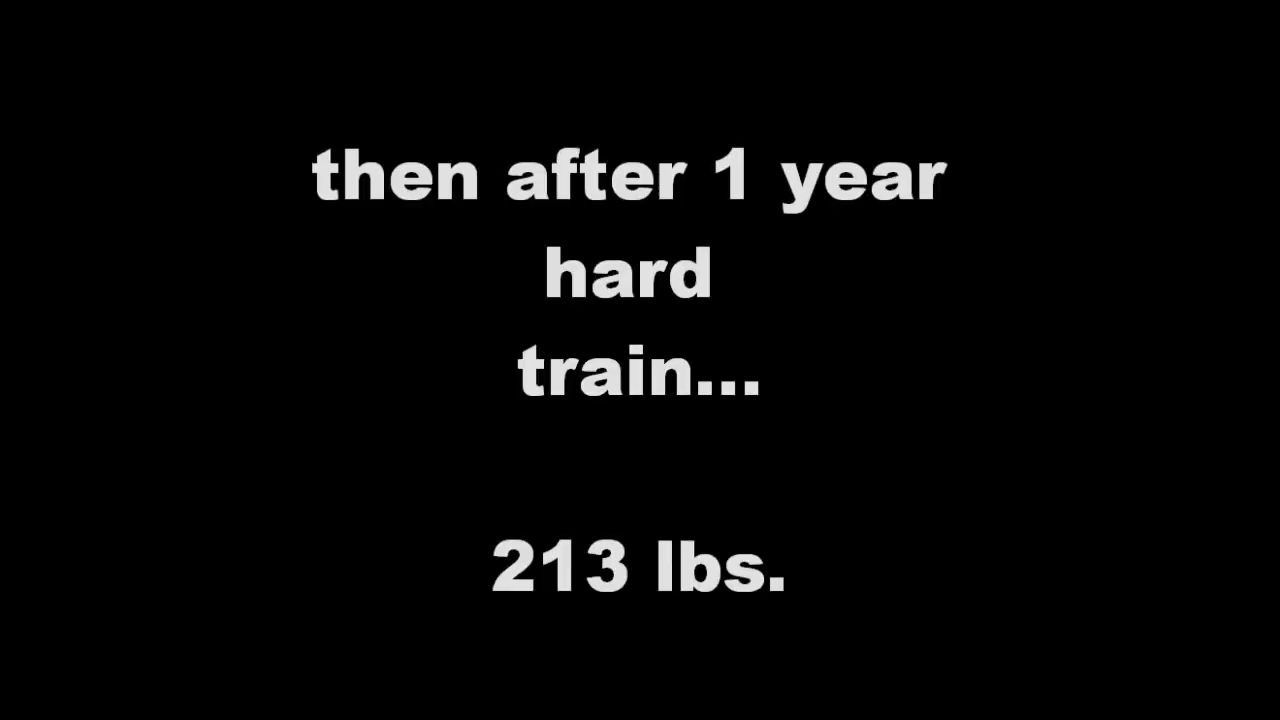 then after 1 year
hard
train...
213 lbs.